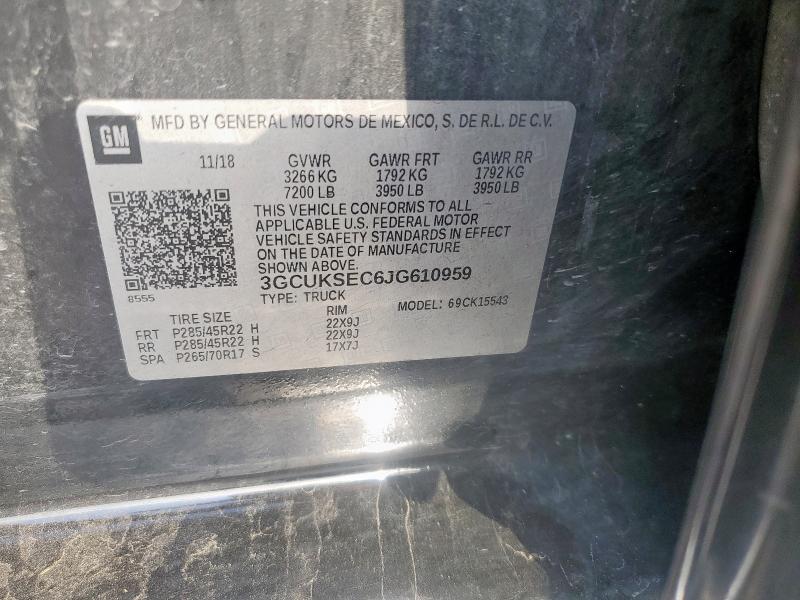 GM
MFD BY GENERAL MOTORS DE MEXICO, S. DE R.L. DE C.V.
11/18 GVWR GAWR FRT GAWR RR
3266 KG 1792 KG 1792 KG
7200 LB 3950 LB 3950 LB
THIS VEHICLE CONFORMS TO ALL
APPLICABLE U.S. FEDERAL MOTOR
VEHICLE SAFETY STANDARDS IN EFFECT
ON THE DATE OF MANUFACTURE
SHOWN ABOVE.
3GCUKSEC6JG610959
8555
TYPE: TRUCK
MODEL: 69CK15543
TIRE SIZE RIM
FRT P285/45R22 H 22X9J
RR P285/45R22 H 22X9J
SPA P265/70R17 S 17X7J